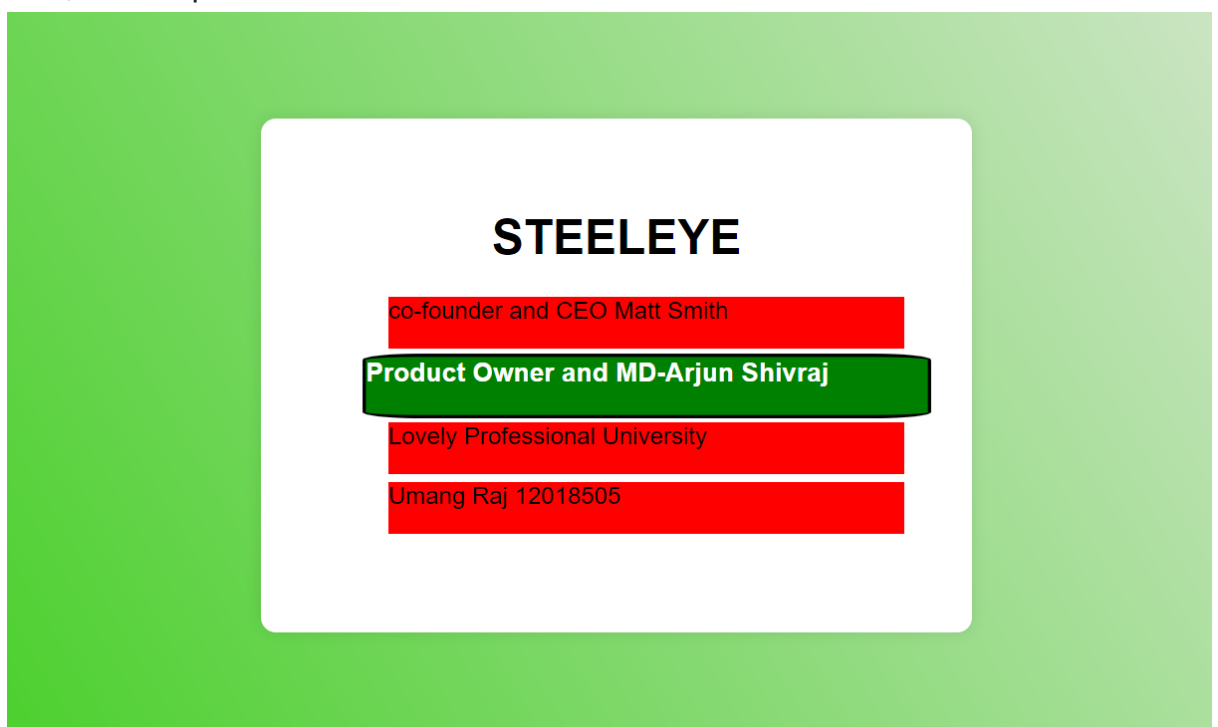 STEELEYE
co-founder and CEO Matt Smith
Product Owner and MD-Arjun Shivraj
Lovely Professional University
Umang Raj 12018505